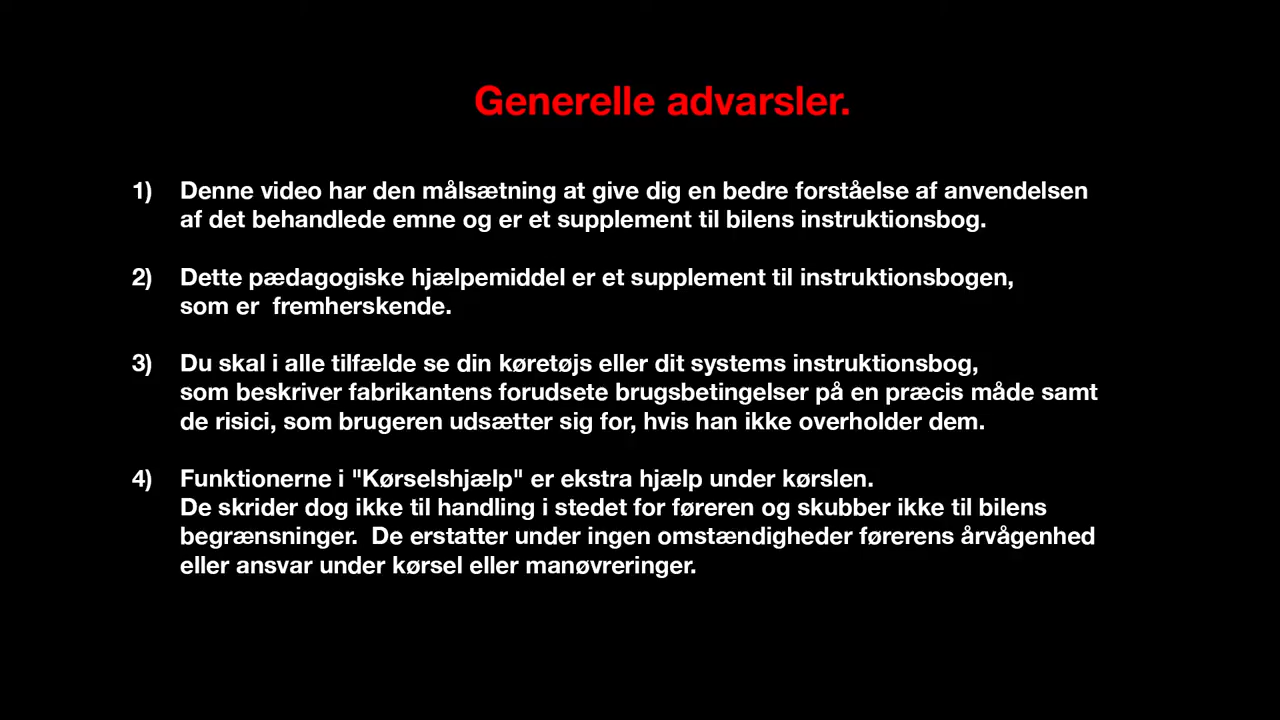 Generelle advarsler.
1) Denne video har den målsætning at give dig en bedre forståelse af anvendelsen
af det behandlede emne og er et supplement til bilens instruktionsbog.
2) Dette pædagogiske hjælpemiddel er et supplement til instruktionsbogen,
som er  fremherskende.
3) Du skal i alle tilfælde se din køretøjs eller dit systems instruktionsbog,
som beskriver fabrikantens forudsete brugsbetingelser på en præcis måde samt
de risici, som brugeren udsætter sig for, hvis han ikke overholder dem.
4) Funktionerne i "Kørselshjælp" er ekstra hjælp under kørslen.
De skrider dog ikke til handling i stedet for føreren og skubber ikke til bilens
begrænsninger.  De erstatter under ingen omstændigheder førerens årvågenhed
eller ansvar under kørsel eller manøvreringer.